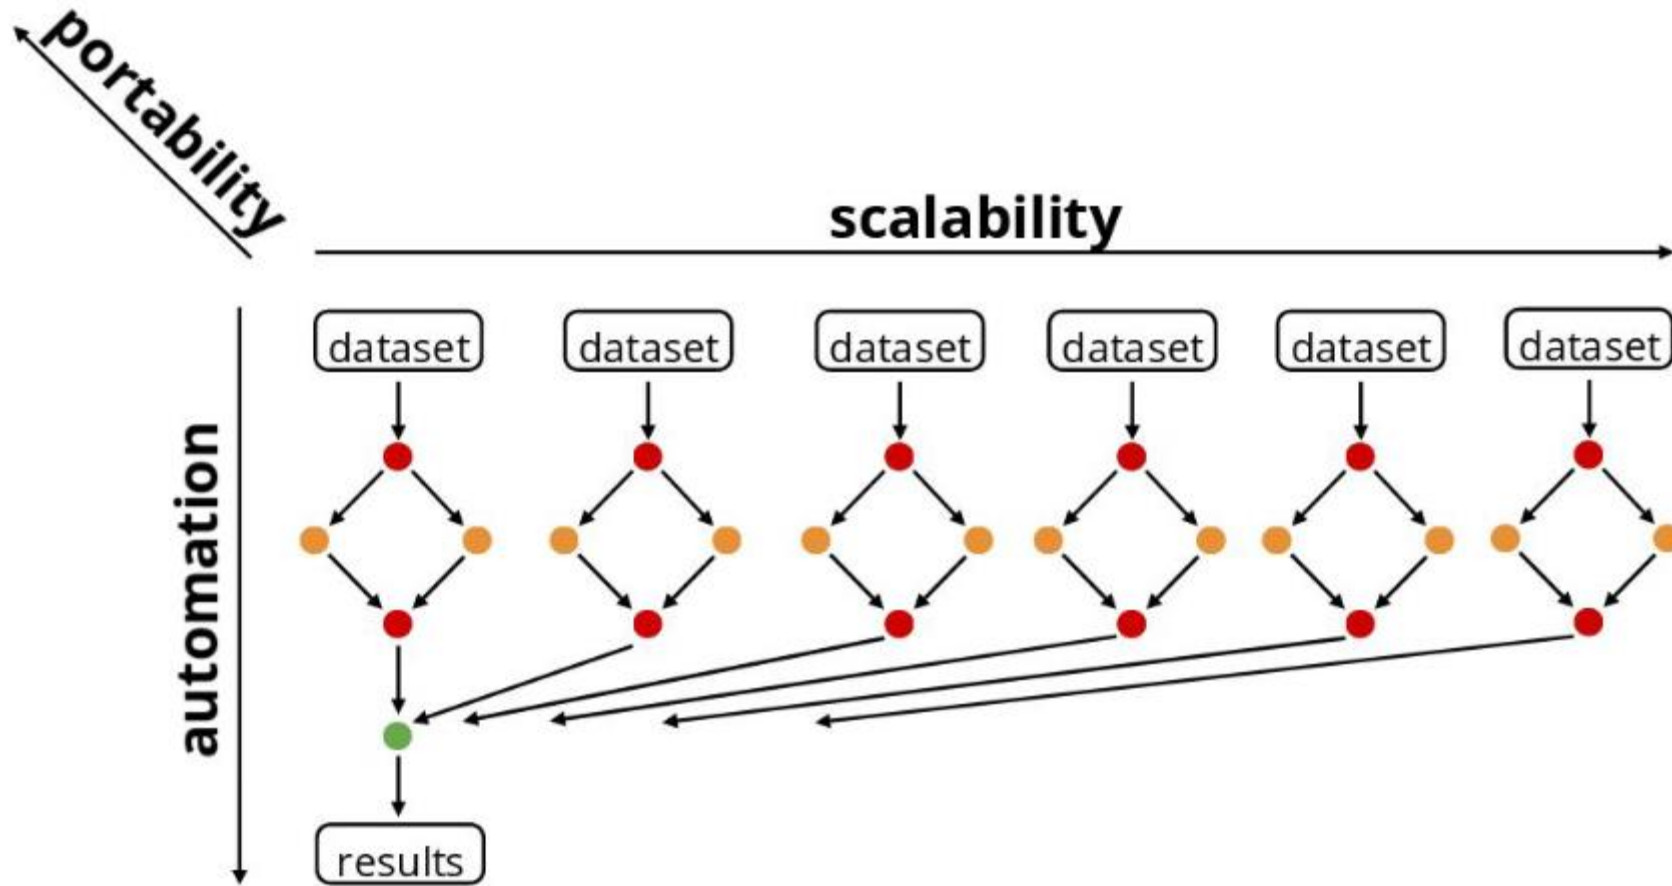 portability
scalability
dataset dataset dataset dataset dataset dataset
automation
results